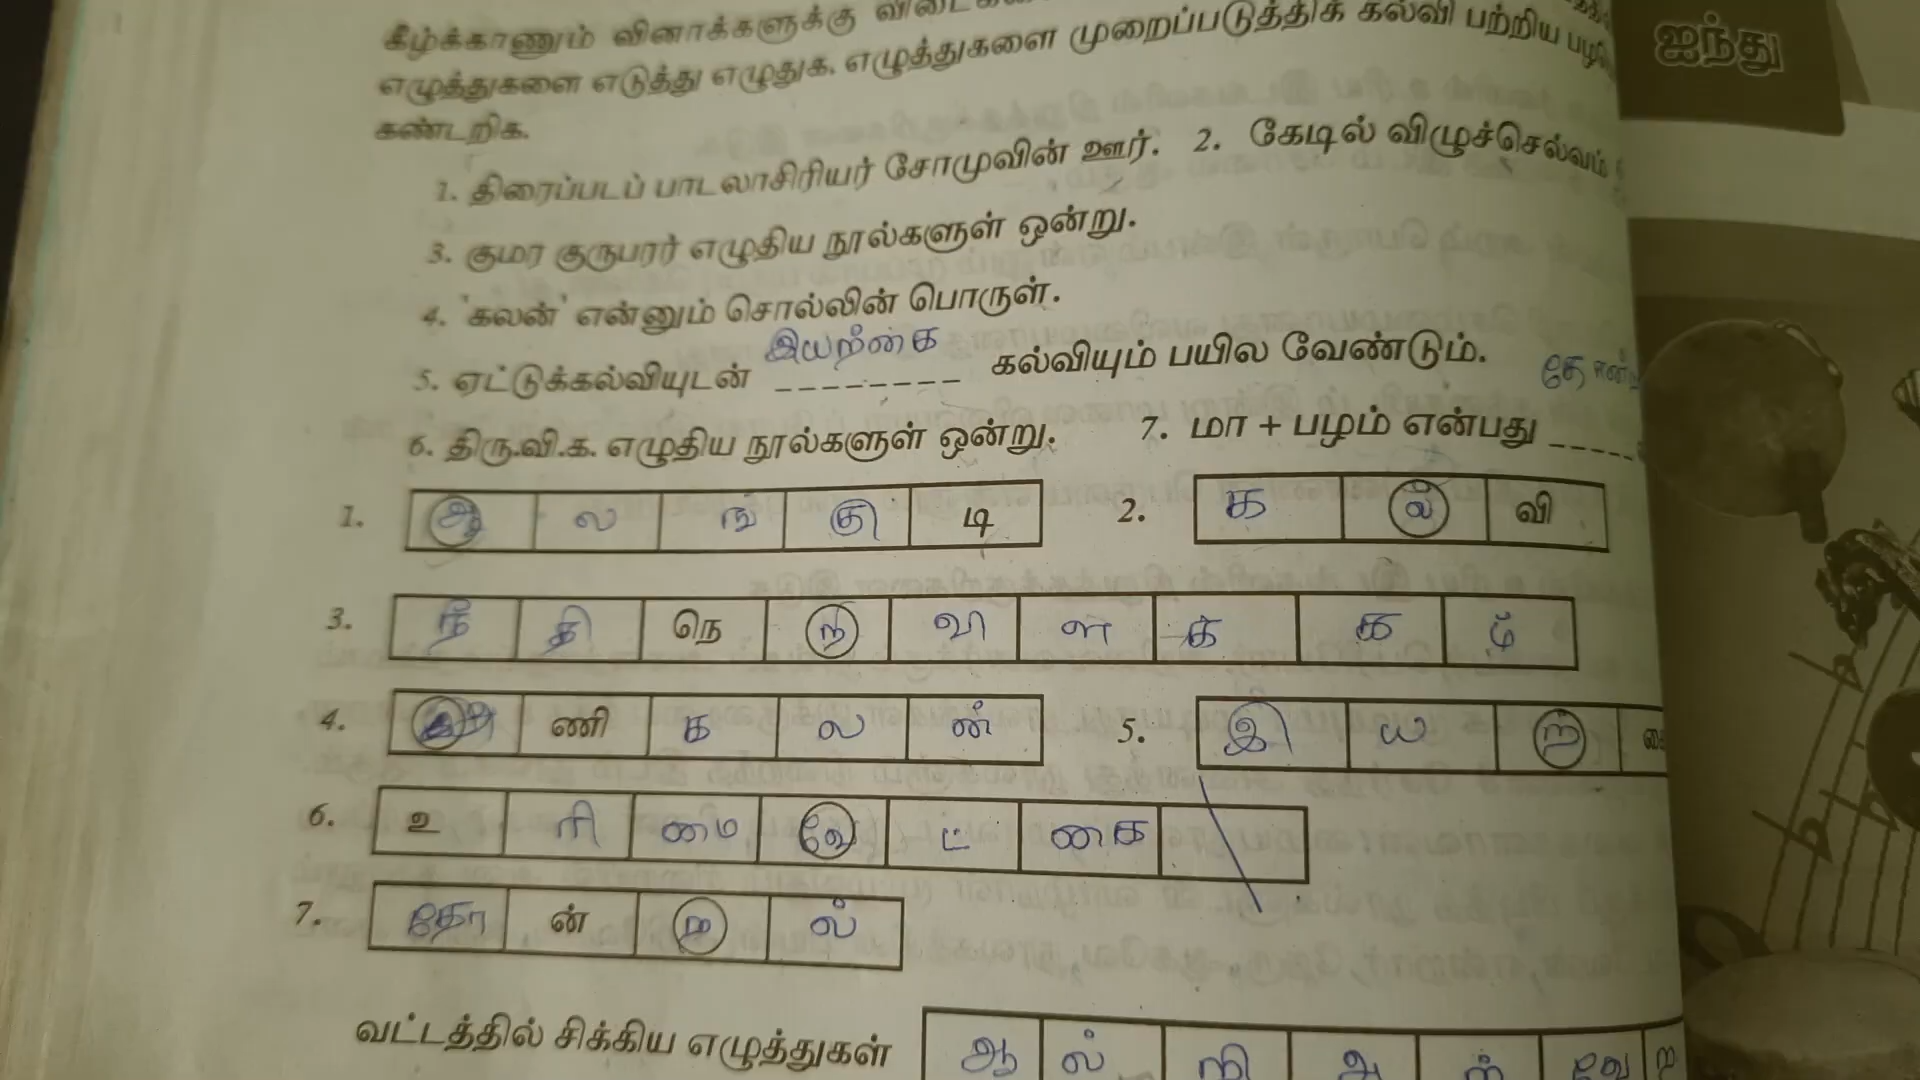 கீழ்க்காணும் வினாக்களுக்கு
ஐந்து
எழுத்துகளை எடுத்து எழுதுக. எழுத்துகளை முறைப்படுத்திக் கல்வி பற்றிய
கண்டறிக.
1. திரைப்படப் பாடலாசிரியர் சோமுவின் ஊர். 2. கேடில் விழுச்செல்வம்
3. குமர குருபரர் எழுதிய நூல்களுள் ஒன்று.
4. 'கலன்' என்னும் சொல்லின் பொருள்.
5. ஏட்டுக்கல்வியுடன் இயற்கை -------- கல்வியும் பயில வேண்டும்.
6. திரு.வி.க. எழுதிய நூல்களுள் ஒன்று. 7. மா + பழம் என்பது -----
1. ஆ ல ங் கு டி 2. க ல் வி
3. நீ தி நெ றி வி ள க் க ம்
4. அ ணி க ல ன் 5. இ ய ற் கை
6. உ ரி மை வே ட் கை
7. தோ ன் ற ல்
வட்டத்தில் சிக்கிய எழுத்துகள் ஆ ல் றி அ ற் வே ற